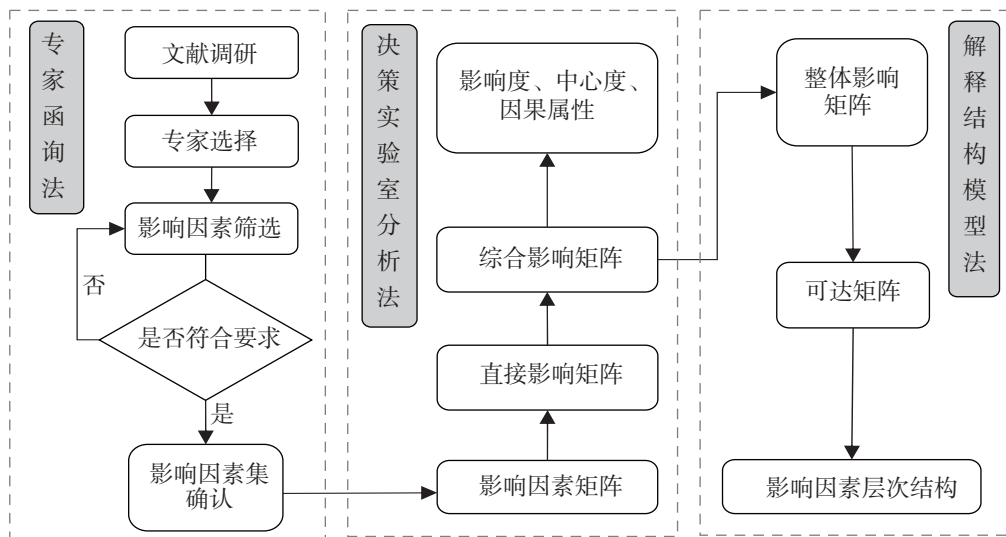 专家函询法
文献调研
专家选择
影响因素筛选
否
是否符合要求
是
影响因素集
确认
决策实验室分析法
影响度、中心度、
因果属性
综合影响矩阵
直接影响矩阵
影响因素矩阵
解释结构模型法
整体影响
矩阵
可达矩阵
影响因素层次结构